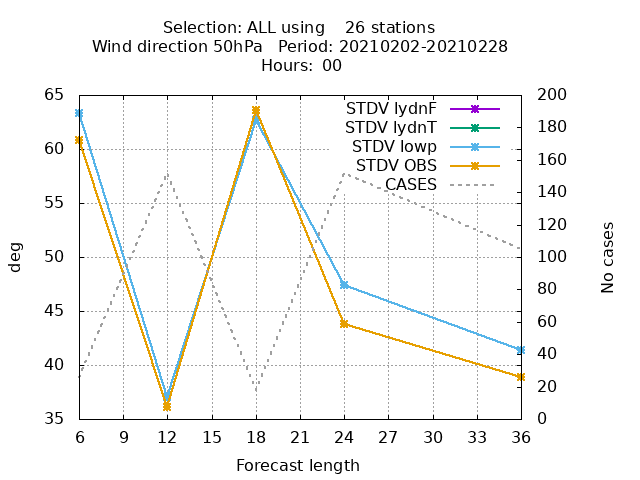 Selection: ALL using    26 stations
Wind direction 50hPa   Period: 20210202-20210228
Hours: 00
65
60
55
50
45
40
35
200
180
160
140
120
100
80
60
40
20
0
STDV lydnF
STDV lydnT
STDV lowp
STDV OBS
CASES
deg
No cases
6 9 12 15 18 21 24 27 30 33 36
Forecast length